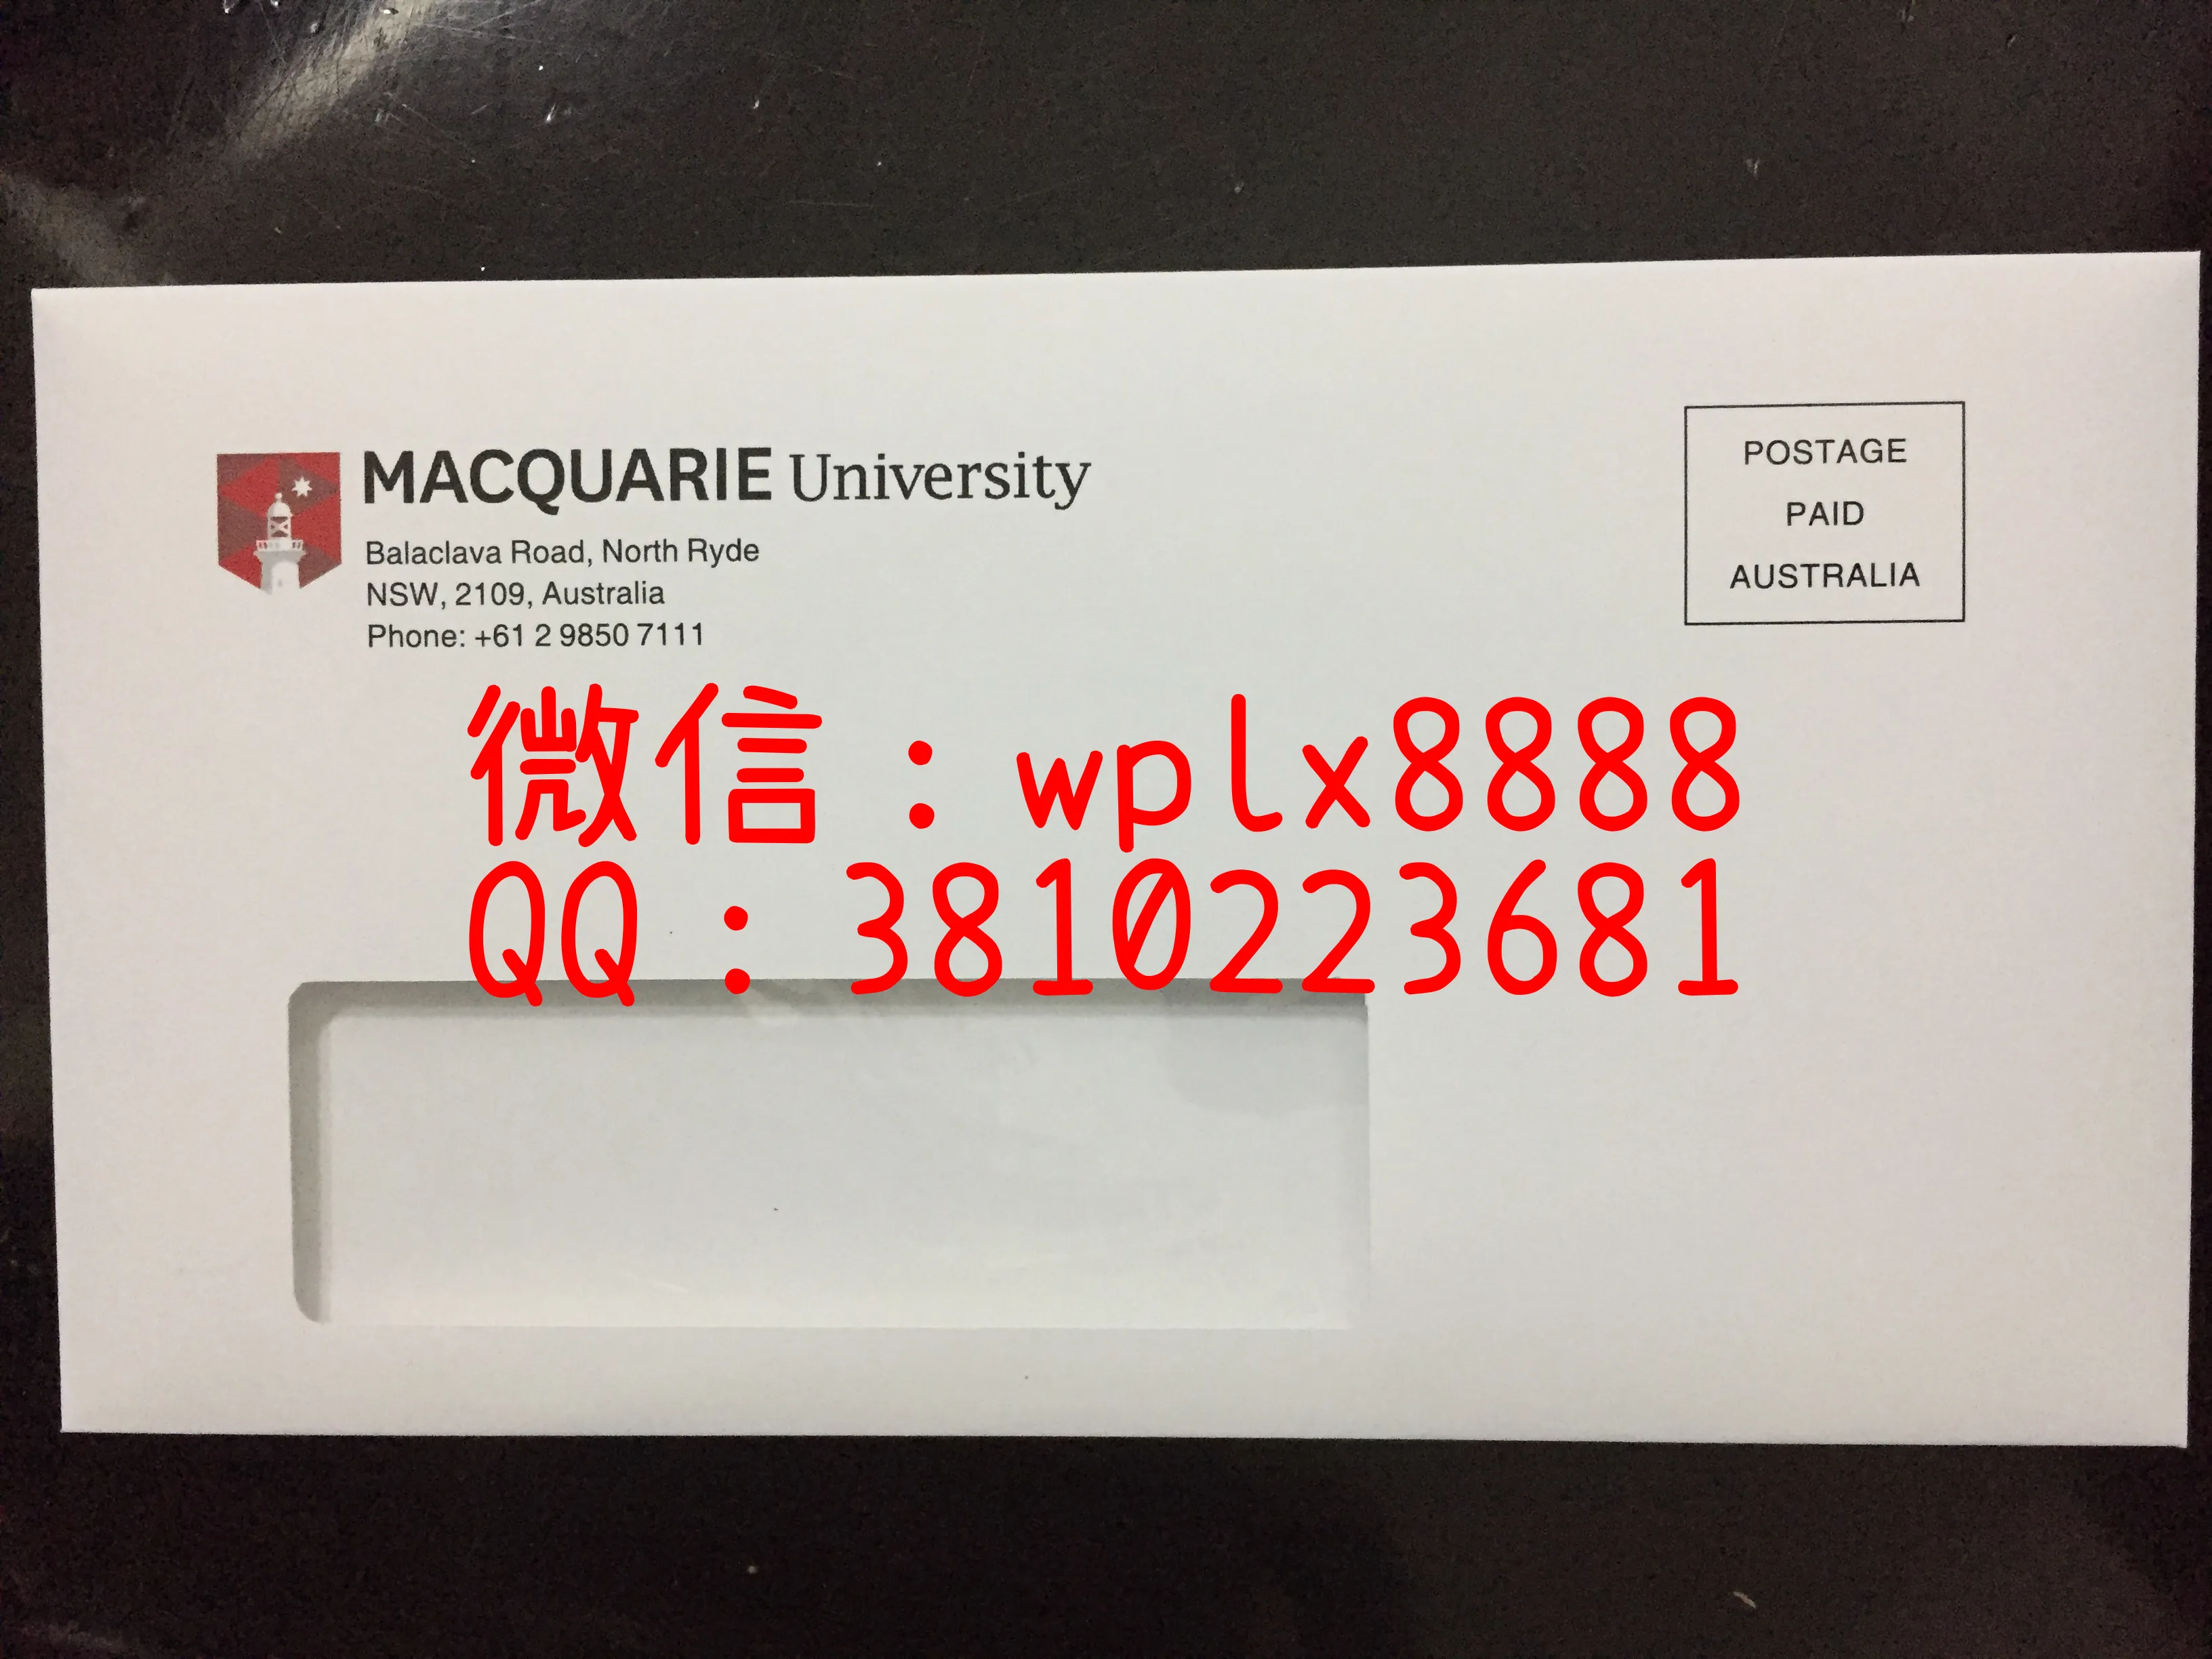 MACQUARIE University
Balaclava Road, North Ryde
NSW, 2109, Australia
Phone: +61 2 9850 7111
POSTAGE
PAID
AUSTRALIA
微信：wplx8888
QQ：3810223681